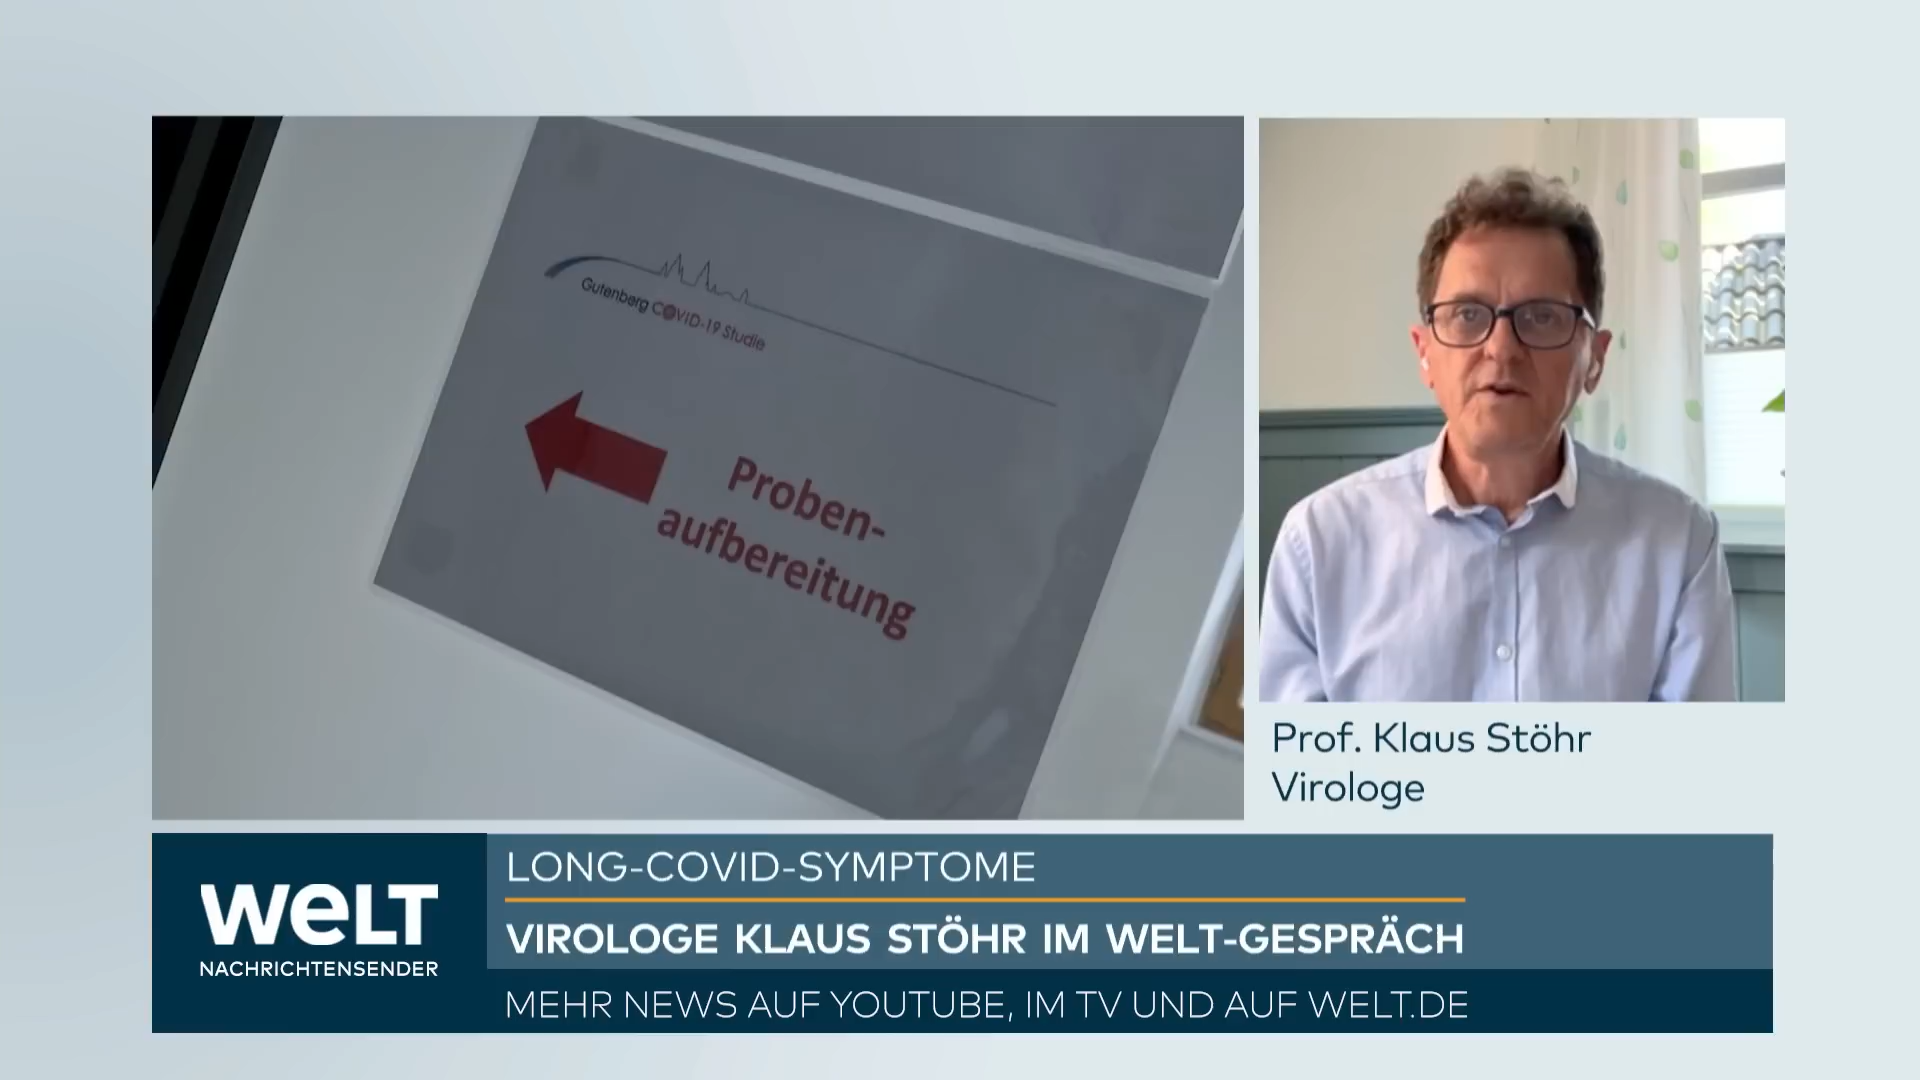 Gutenberg COVID-19 Studie
Proben-
aufbereitung
Prof. Klaus Stöhr
Virologe
WELT
NACHRICHTENSENDER
LONG-COVID-SYMPTOME
VIROLOGE KLAUS STÖHR IM WELT-GESPRÄCH
MEHR NEWS AUF YOUTUBE, IM TV UND AUF WELT.DE